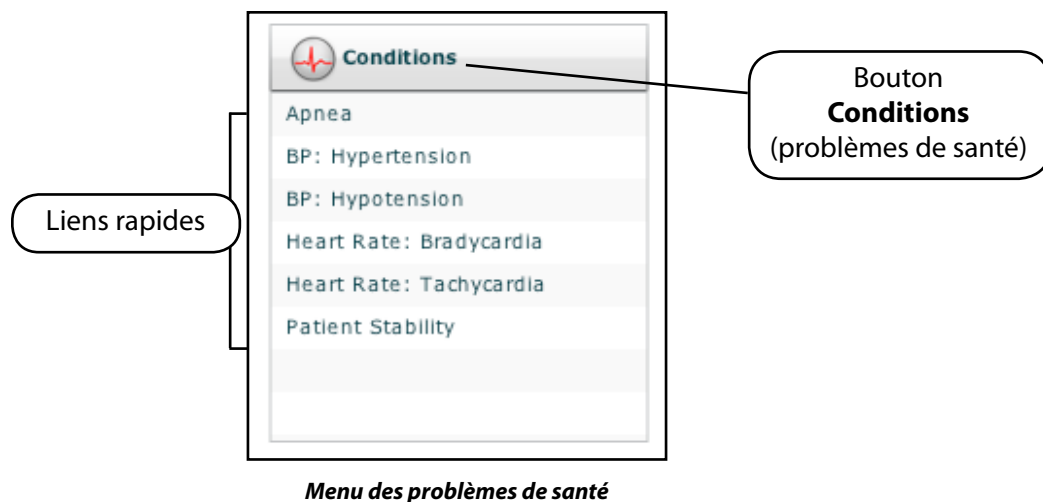 Conditions
Apnea
BP: Hypertension
BP: Hypotension
Heart Rate: Bradycardia
Heart Rate: Tachycardia
Patient Stability
Liens rapides
Bouton
Conditions
(problèmes de santé)
Menu des problèmes de santé